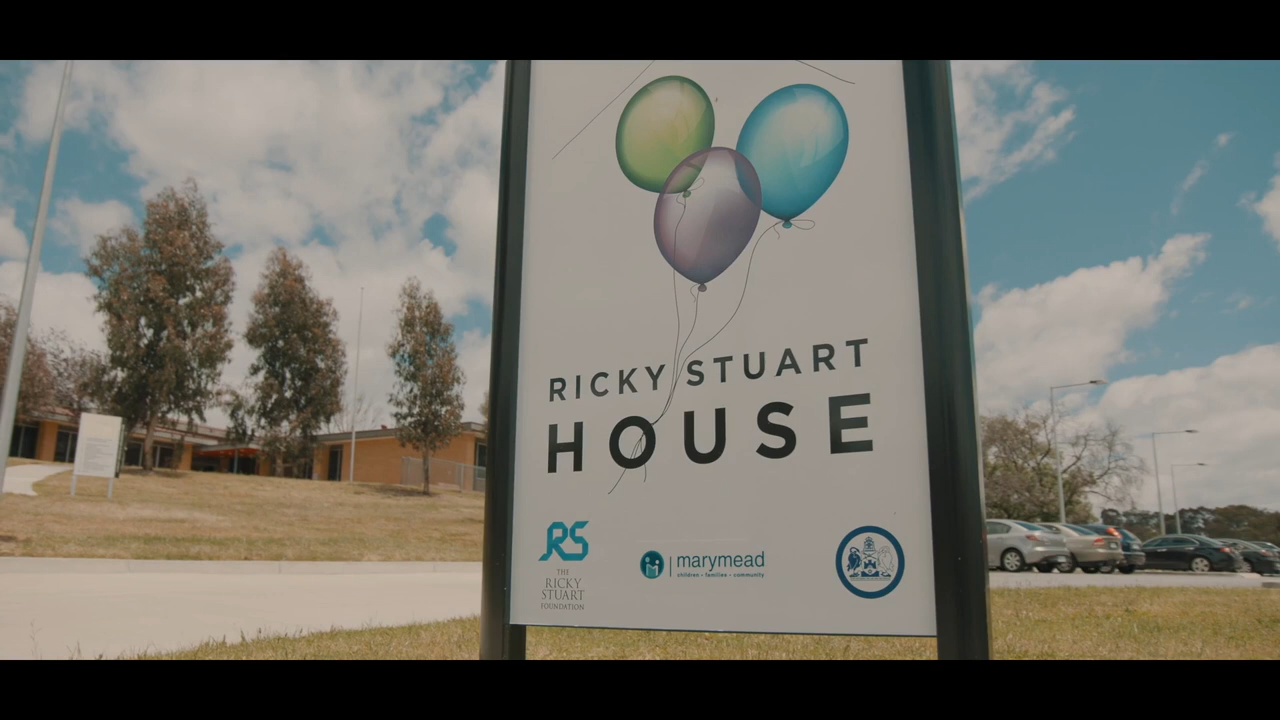 RICKY STUART
HOUSE
RS
THE
RICKY
STUART
FOUNDATION
marymead
children • families • community